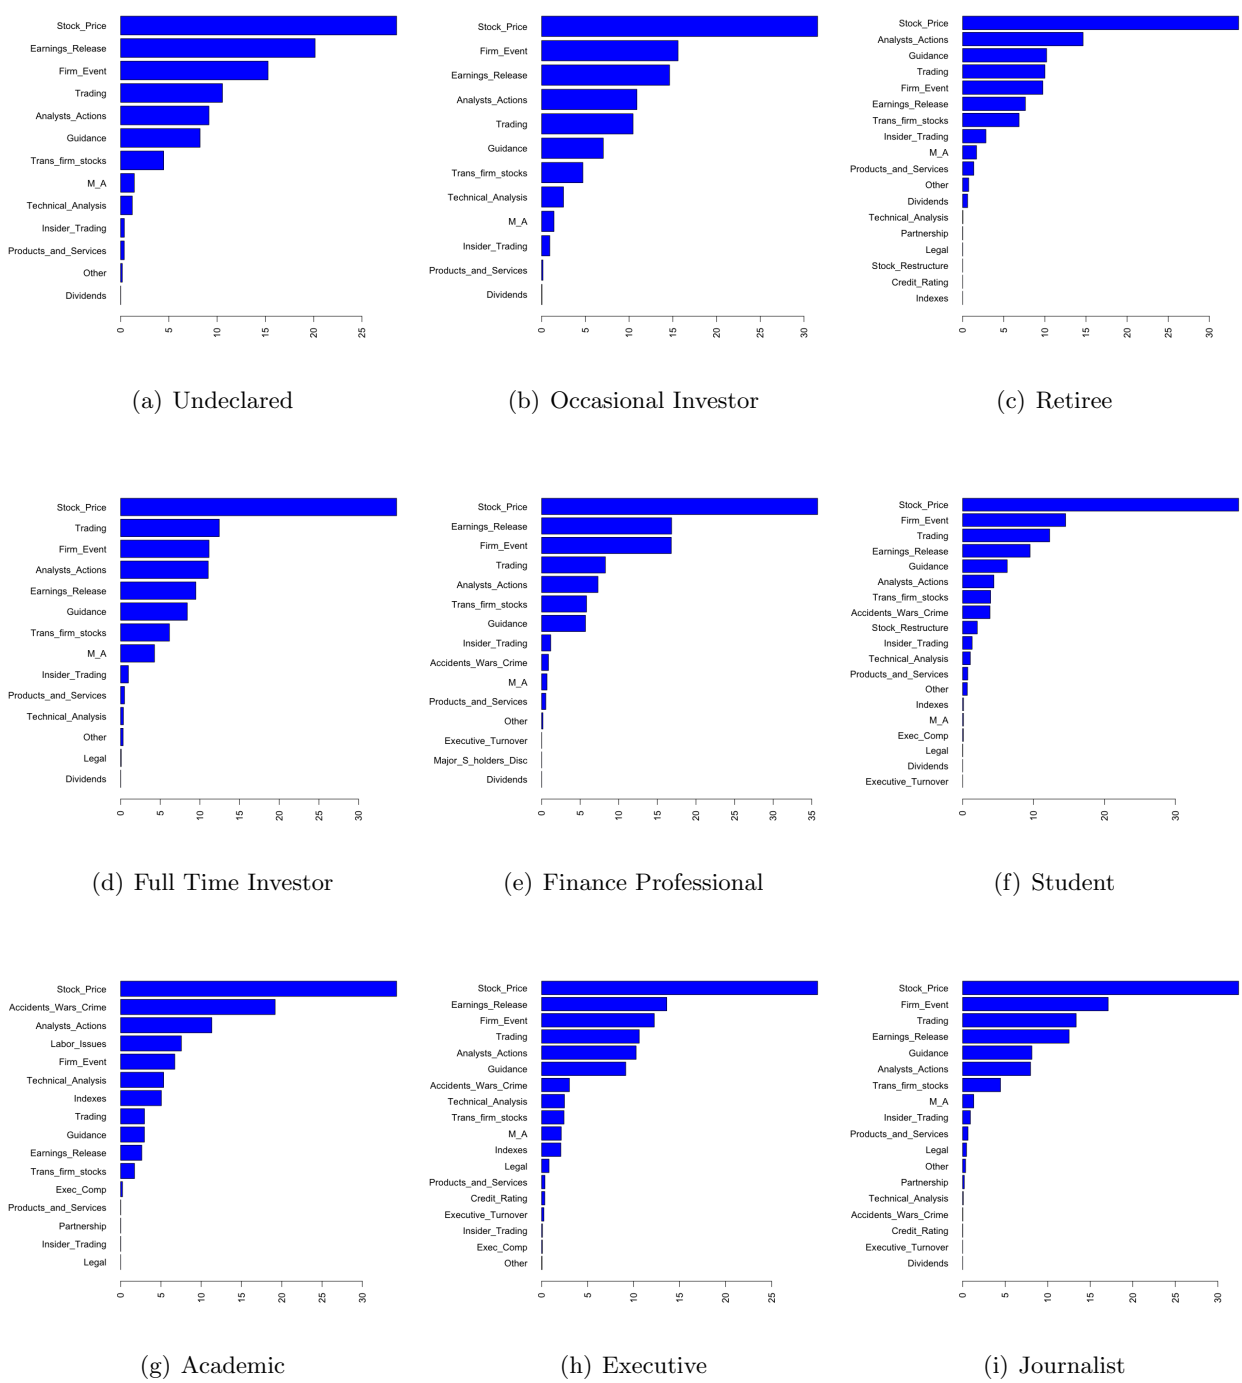 Stock_Price
Earnings_Release
Firm_Event
Trading
Analysts_Actions
Guidance
Trans_firm_stocks
M_A
Technical_Analysis
Insider_Trading
Products_and_Services
Other
Dividends
0 5 10 15 20 25
(a) Undeclared
Stock_Price
Firm_Event
Earnings_Release
Analysts_Actions
Trading
Guidance
Trans_firm_stocks
Technical_Analysis
M_A
Insider_Trading
Products_and_Services
Dividends
0 5 10 15 20 25 30
(b) Occasional Investor
Stock_Price
Analysts_Actions
Guidance
Trading
Firm_Event
Earnings_Release
Trans_firm_stocks
Insider_Trading
M_A
Products_and_Services
Other
Dividends
Technical_Analysis
Partnership
Legal
Stock_Restructure
Credit_Rating
Indexes
0 5 10 15 20 25 30
(c) Retiree
Stock_Price
Trading
Firm_Event
Analysts_Actions
Earnings_Release
Guidance
Trans_firm_stocks
M_A
Insider_Trading
Products_and_Services
Technical_Analysis
Other
Legal
Dividends
0 5 10 15 20 25 30
(d) Full Time Investor
Stock_Price
Earnings_Release
Firm_Event
Trading
Analysts_Actions
Trans_firm_stocks
Guidance
Insider_Trading
Accidents_Wars_Crime
M_A
Products_and_Services
Other
Executive_Turnover
Major_S_holders_Disc
Dividends
0 5 10 15 20 25 30 35
(e) Finance Professional
Stock_Price
Firm_Event
Trading
Earnings_Release
Guidance
Analysts_Actions
Trans_firm_stocks
Accidents_Wars_Crime
Stock_Restructure
Insider_Trading
Technical_Analysis
Products_and_Services
Other
Indexes
M_A
Exec_Comp
Legal
Dividends
Executive_Turnover
0 10 20 30
(f) Student
Stock_Price
Accidents_Wars_Crime
Analysts_Actions
Labor_Issues
Firm_Event
Technical_Analysis
Indexes
Trading
Guidance
Earnings_Release
Trans_firm_stocks
Exec_Comp
Products_and_Services
Partnership
Insider_Trading
Legal
0 5 10 15 20 25 30
(g) Academic
Stock_Price
Earnings_Release
Firm_Event
Trading
Analysts_Actions
Guidance
Accidents_Wars_Crime
Technical_Analysis
Trans_firm_stocks
M_A
Indexes
Legal
Products_and_Services
Credit_Rating
Executive_Turnover
Insider_Trading
Exec_Comp
Other
0 5 10 15 20 25
(h) Executive
Stock_Price
Firm_Event
Trading
Earnings_Release
Guidance
Analysts_Actions
Trans_firm_stocks
M_A
Insider_Trading
Products_and_Services
Legal
Other
Partnership
Technical_Analysis
Accidents_Wars_Crime
Credit_Rating
Executive_Turnover
Dividends
0 5 10 15 20 25 30
(i) Journalist